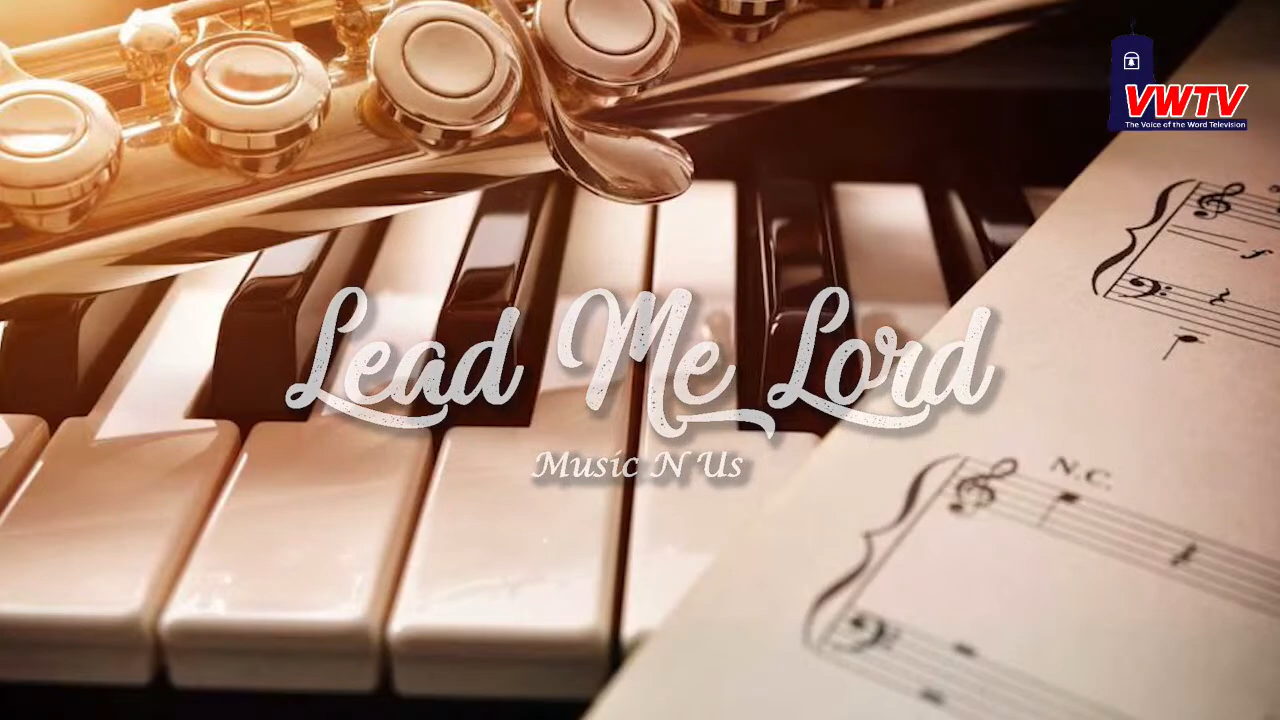 VWTV
The Voice of the Word Television
Lead Me Lord
Music N Us
N.C.
f